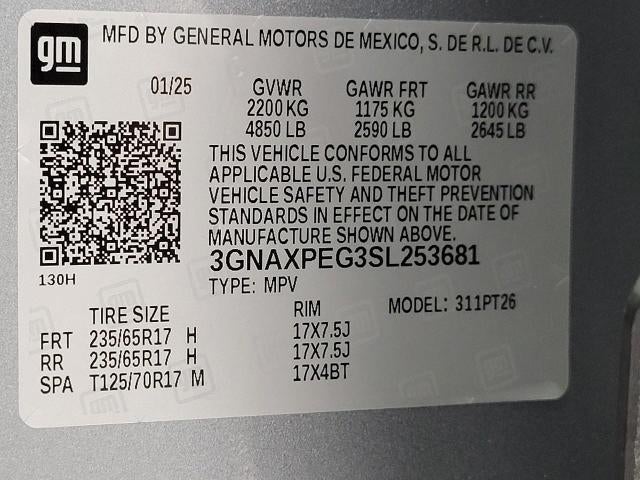 gm MFD BY GENERAL MOTORS DE MEXICO, S. DE R.L. DE C.V.
01/25 GVWR GAWR FRT GAWR RR
2200 KG 1175 KG 1200 KG
4850 LB 2590 LB 2645 LB
THIS VEHICLE CONFORMS TO ALL
APPLICABLE U.S. FEDERAL MOTOR
VEHICLE SAFETY AND THEFT PREVENTION
STANDARDS IN EFFECT ON THE DATE OF
MANUFACTURE SHOWN ABOVE.
3GNAXPEG3SL253681
130H
TYPE: MPV
TIRE SIZE RIM MODEL: 311PT26
FRT 235/65R17 H 17X7.5J
RR 235/65R17 H 17X7.5J
SPA T125/70R17 M 17X4BT